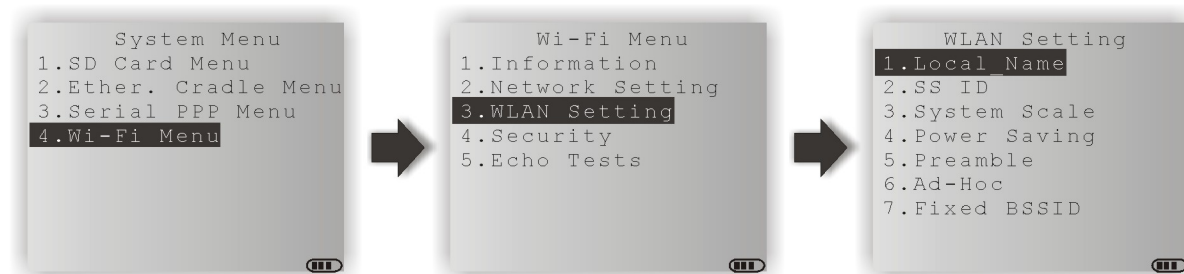 System Menu
1.SD Card Menu
2.Ether. Cradle Menu
3.Serial PPP Menu
4.Wi-Fi Menu
Wi-Fi Menu
1.Information
2.Network Setting
3.WLAN Setting
4.Security
5.Echo Tests
WLAN Setting
1.Local_Name
2.SS ID
3.System Scale
4.Power Saving
5.Preamble
6.Ad-Hoc
7.Fixed BSSID